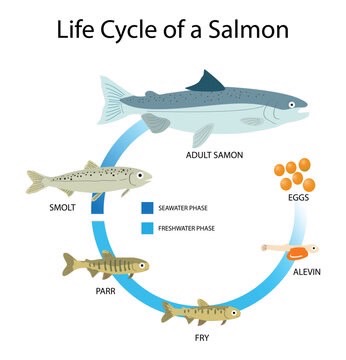 Life Cycle of a Salmon
ADULT SAMON
EGGS
SMOLT
SEAWATER PHASE
FRESHWATER PHASE
ALEVIN
PARR
FRY